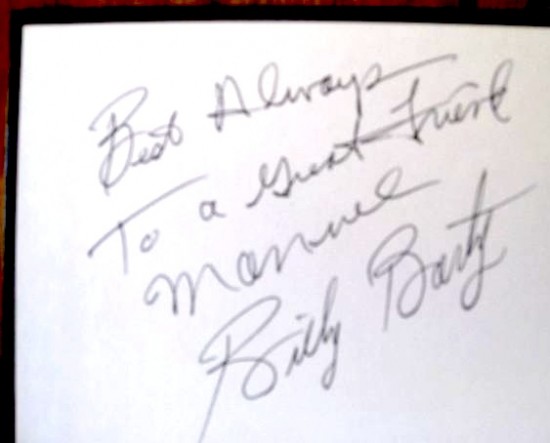 Best Always
To a Great Friend
Manuel
Billy Barty